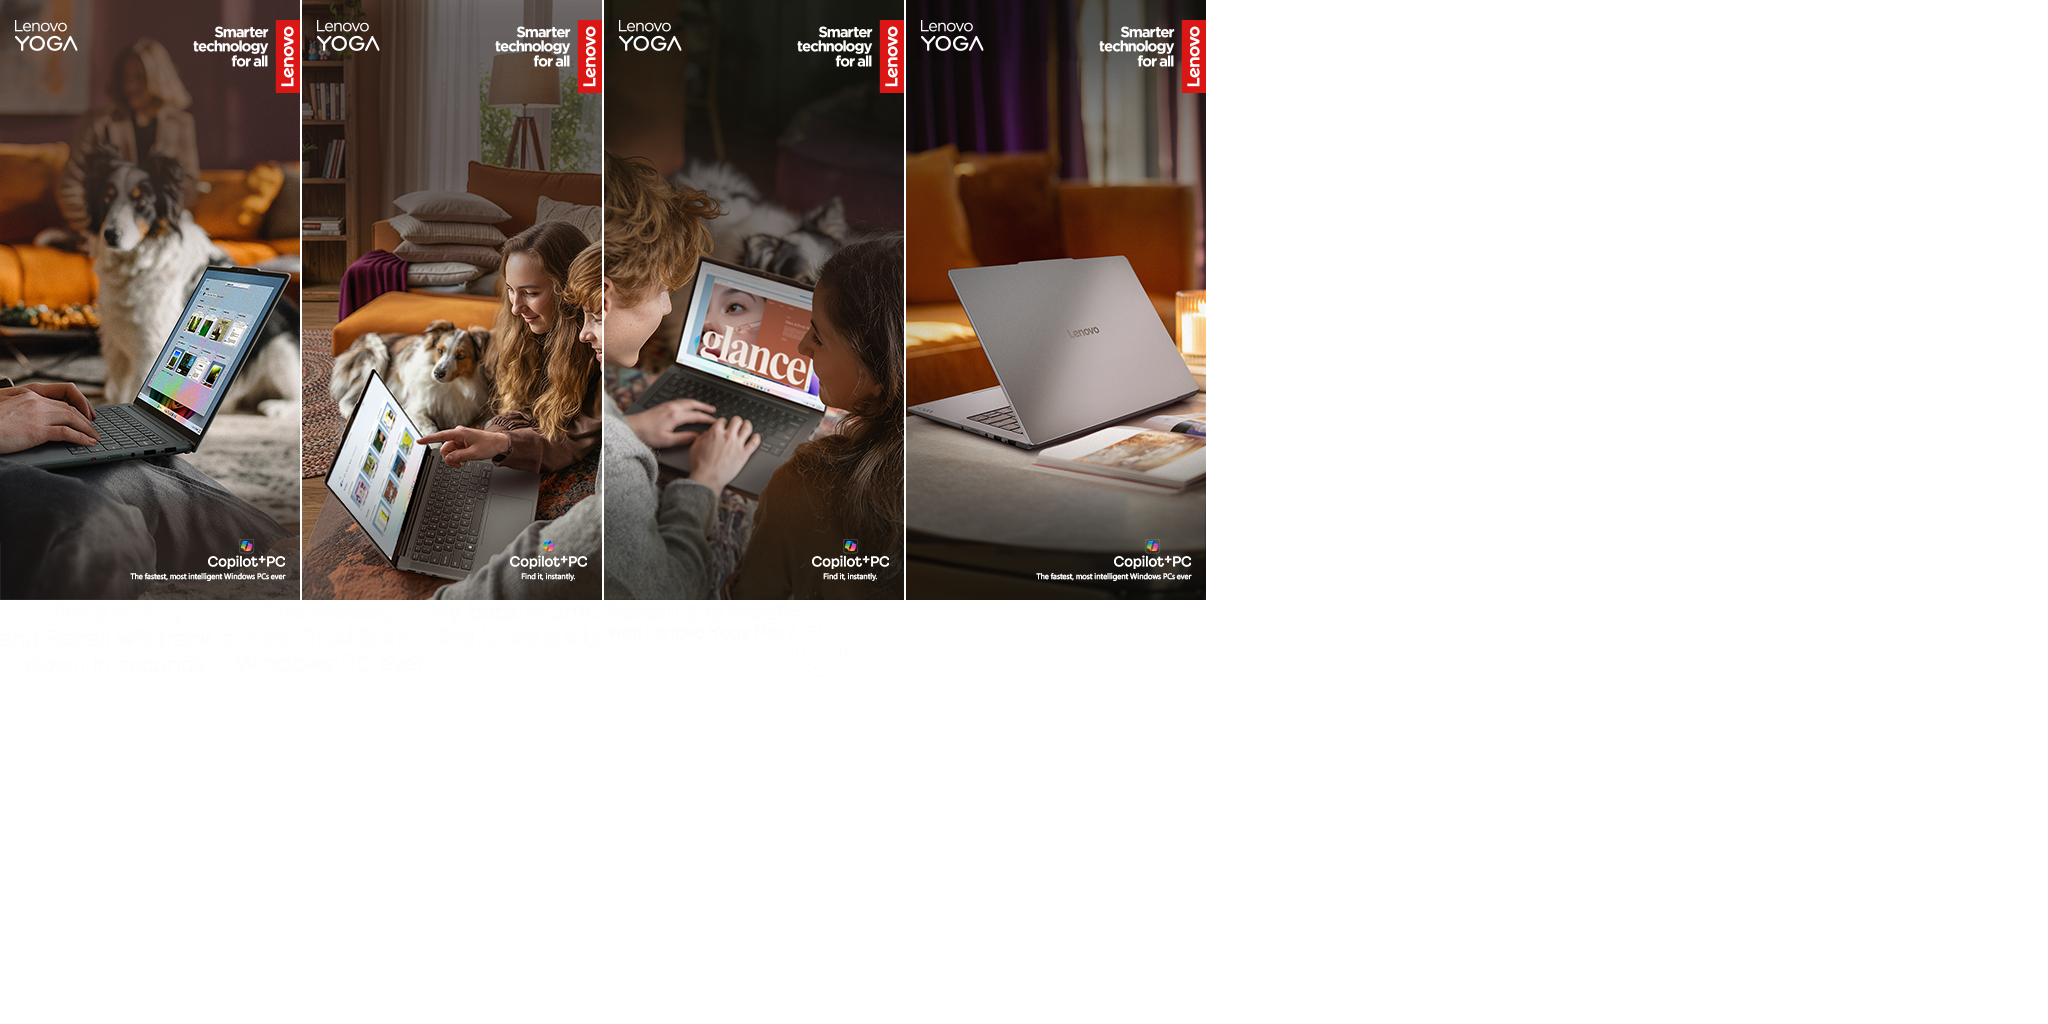 Lenovo
YOGA
Smarter
technology
for all
Lenovo
Copilot+PC
The fastest, most intelligent Windows PCs ever
Lenovo
YOGA
Smarter
technology
for all
Lenovo
Copilot+PC
Find it, instantly.
Lenovo
YOGA
Smarter
technology
for all
Lenovo
glance
Copilot+PC
Find it, instantly.
Lenovo
YOGA
Smarter
technology
for all
Lenovo
Lenovo
Copilot+PC
The fastest, most intelligent Windows PCs ever